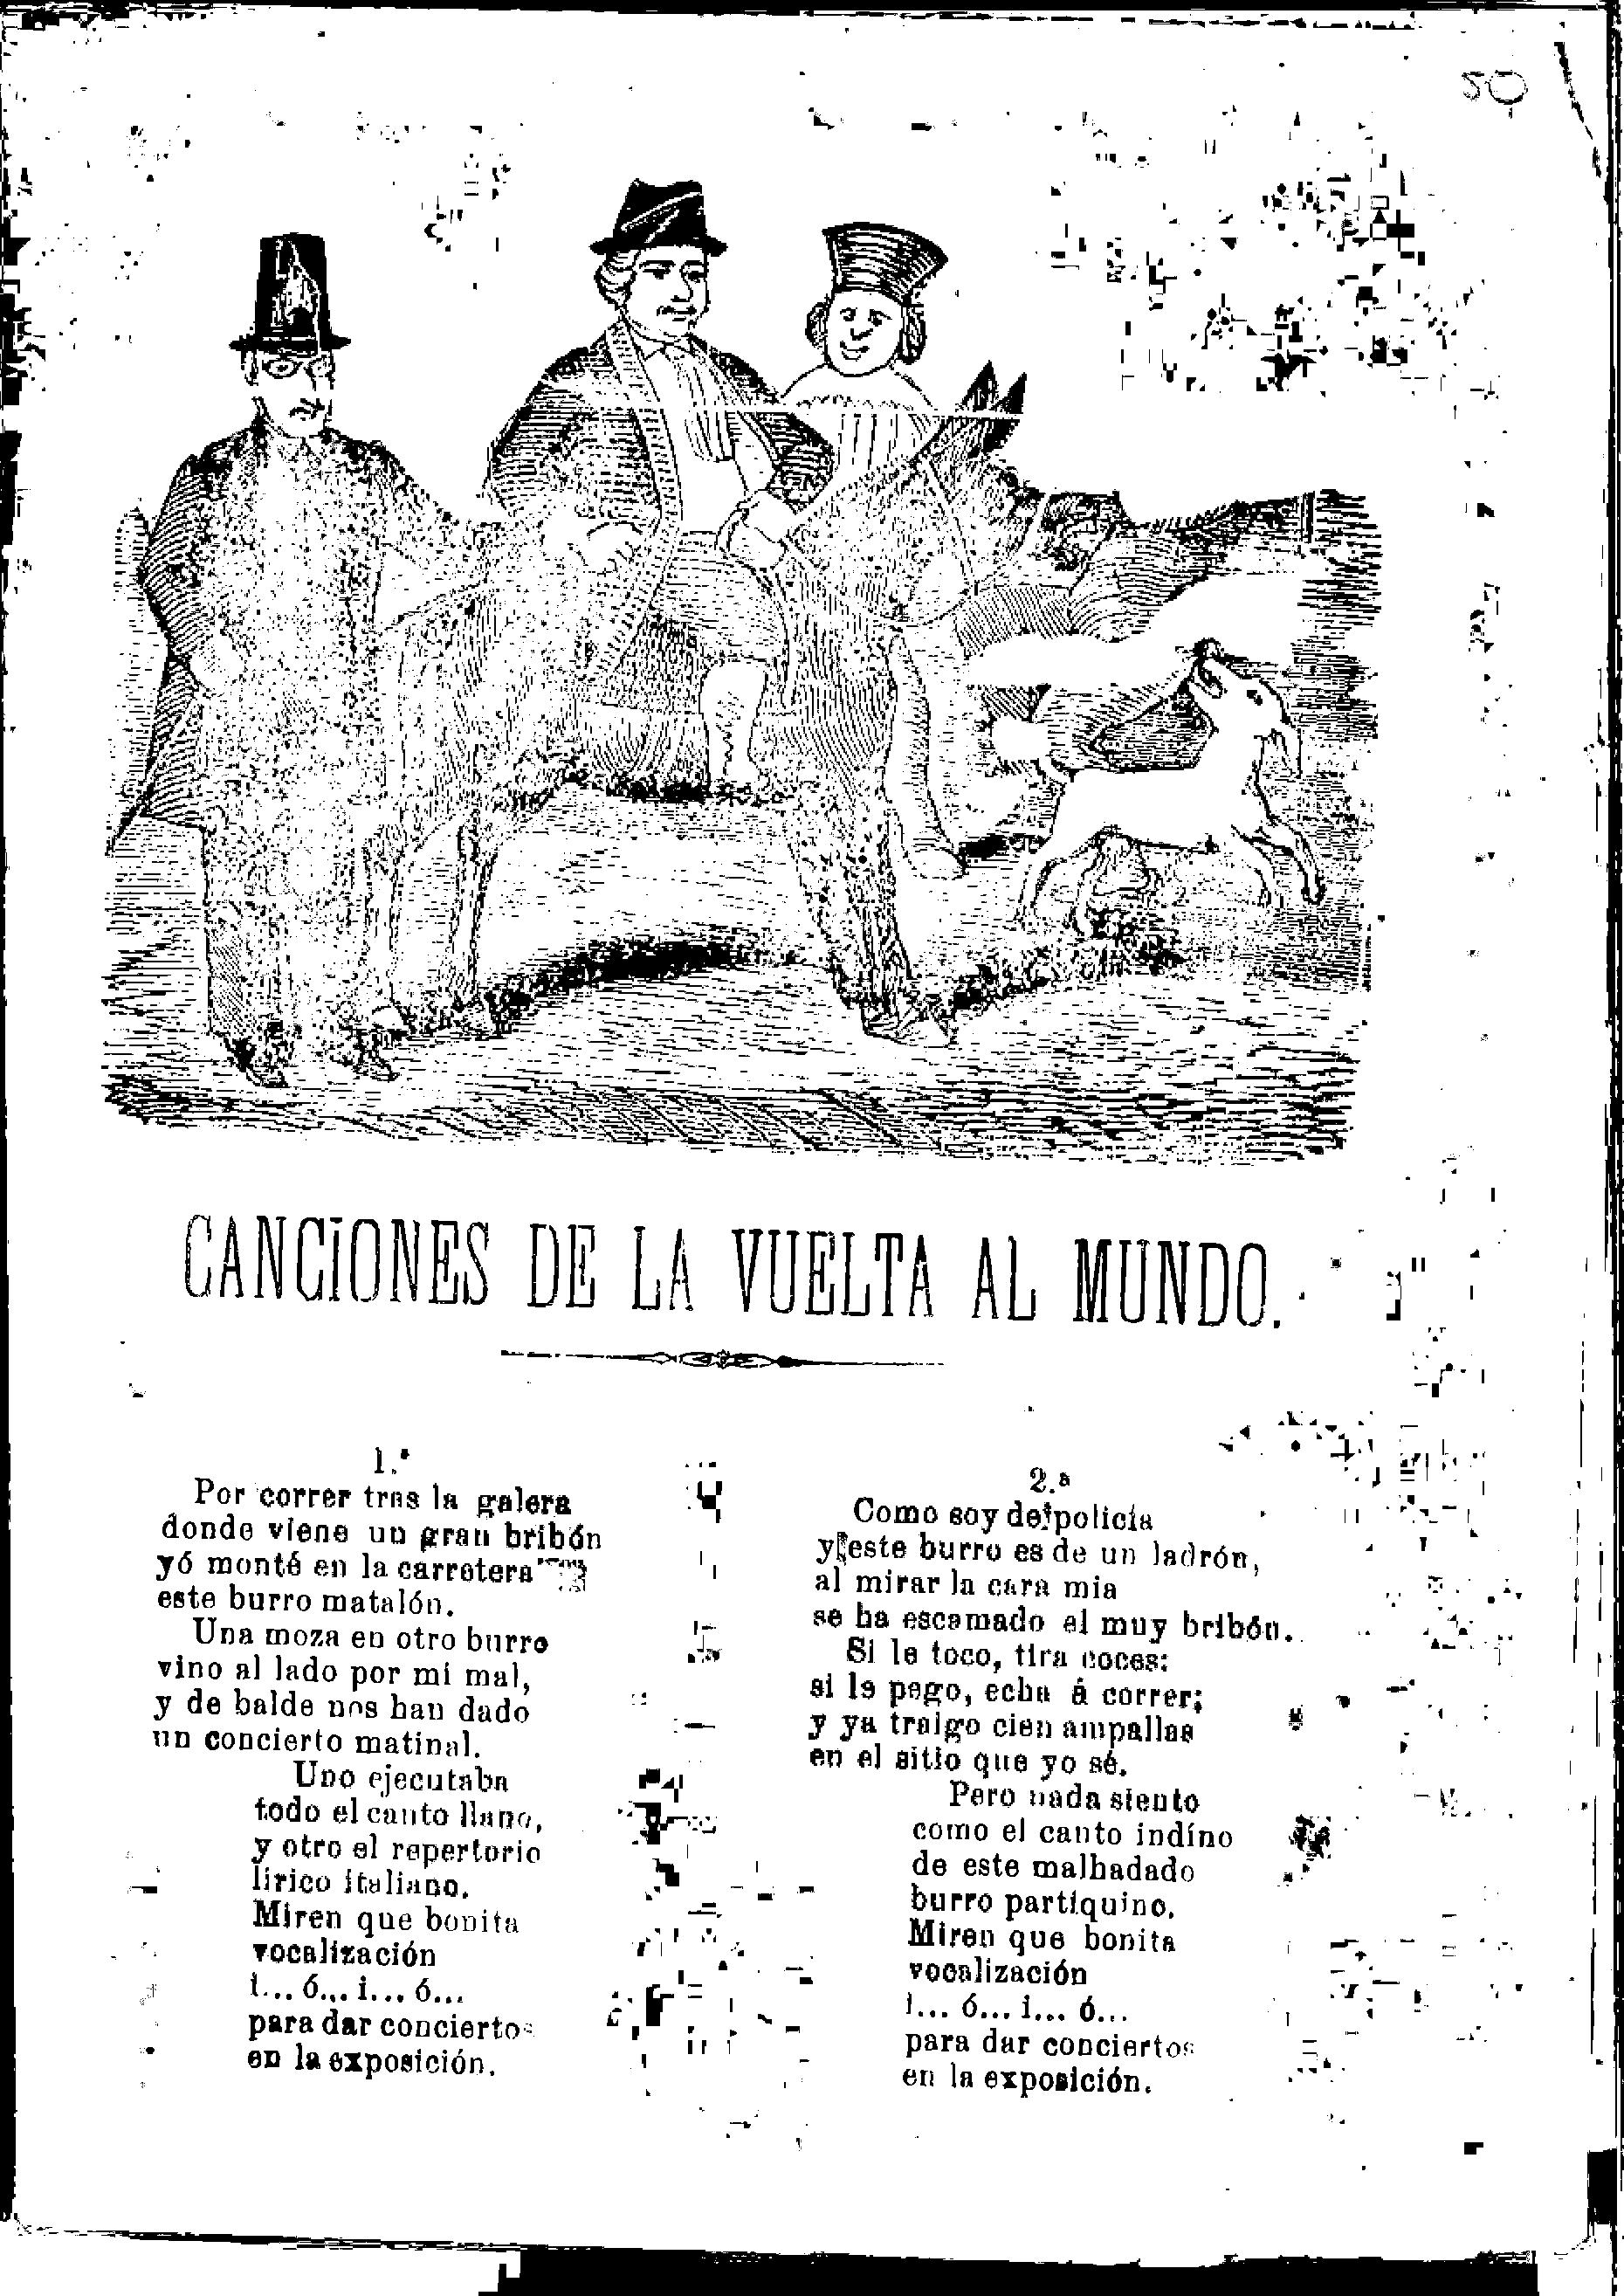 20
CANCIONES DE LA VUELTA AL MUNDO.
1.ª
Por correr tras la galera
donde viene un gran bribón
yó monté en la carretera
este burro matalón.
Una moza en otro burro
vino al lado por mi mal,
y de balde nos han dado
un concierto matinal.
Uno ejecutaba
todo el canto llano,
y otro el repertorio
lírico italiano.
Miren que bonita
vocalización
i... ó... i... ó...
para dar conciertos
en la exposición.
2.ª
Como soy de policía
y este burro es de un ladrón,
al mirar la cara mia
se ha escamado el muy bribón.
Si le toco, tira coces:
si le pego, echa á correr;
y ya traigo cien ampallas
en el sitio que yo sé.
Pero nada siento
como el canto indíno
de este malhadado
burro partiquino.
Miren que bonita
vocalización
i... ó... i... ó...
para dar conciertos
en la exposición.